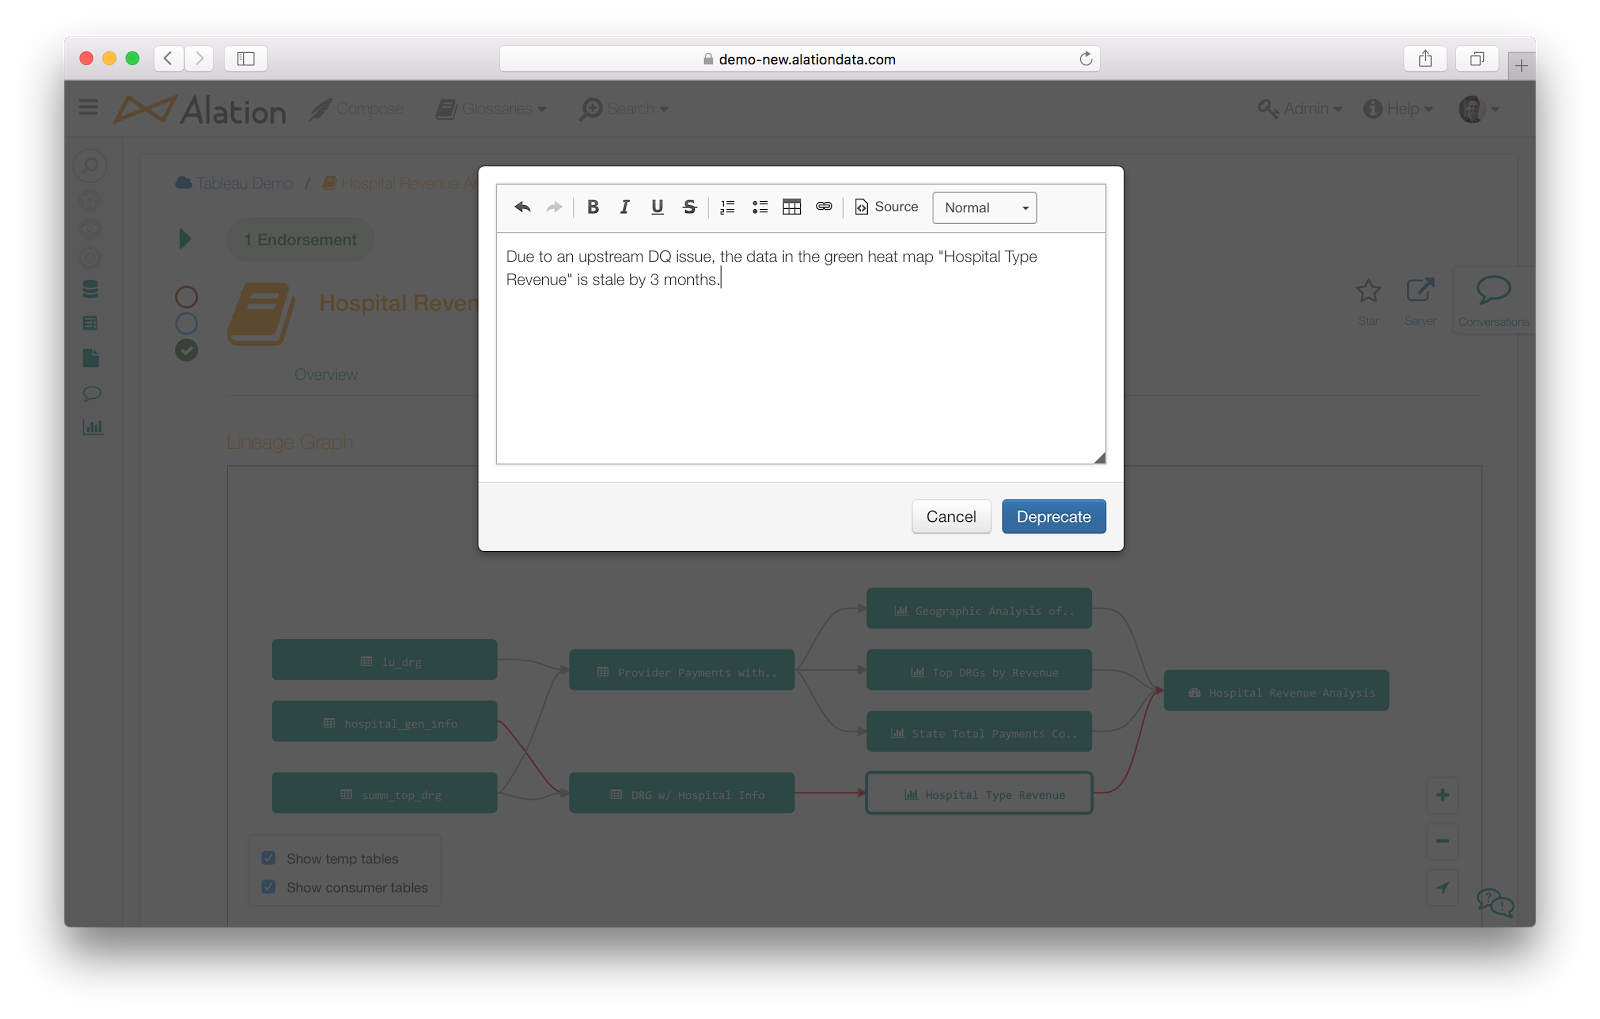 demo-new.alationdata.com
Alation
Compose
Glossaries
Search
Admin
Help
Tableau Demo / Hospital Revenue
1 Endorsement
Hospital Reven
Star
Server
Conversations
Overview
Source
Normal
Due to an upstream DQ issue, the data in the green heat map "Hospital Type
Revenue" is stale by 3 months.
Cancel
Deprecate
Lineage Graph
lu_drg
hospital_gen_info
summ_top_drg
Provider Payments with..
DRG w/ Hospital Info
Geographic Analysis of..
Top DRGs by Revenue
State Total Payments Co..
Hospital Type Revenue
Hospital Revenue Analysis
Show temp tables
Show consumer tables